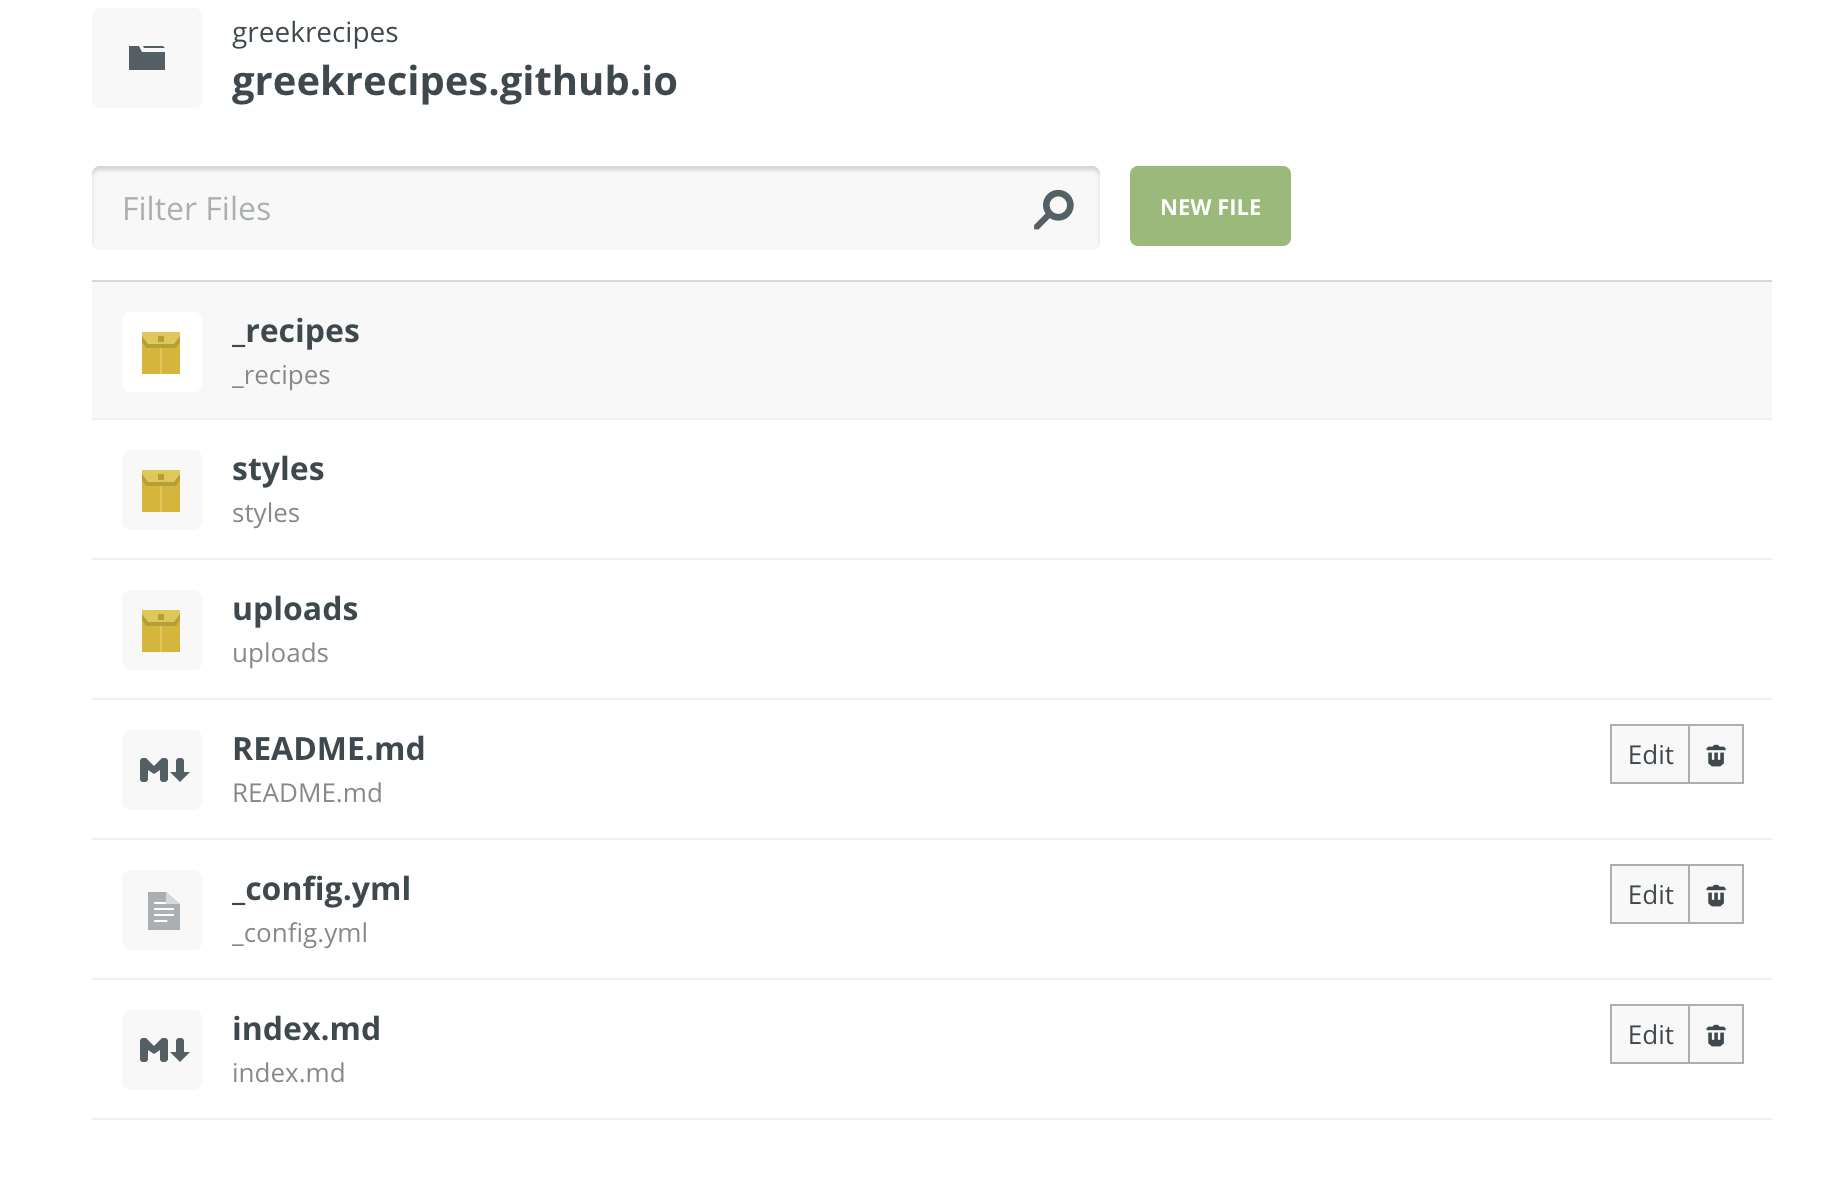 greekrecipes
greekrecipes.github.io
Filter Files
NEW FILE
_recipes
_recipes
styles
styles
uploads
uploads
README.md
Edit
README.md
_config.yml
Edit
_config.yml
index.md
Edit
index.md